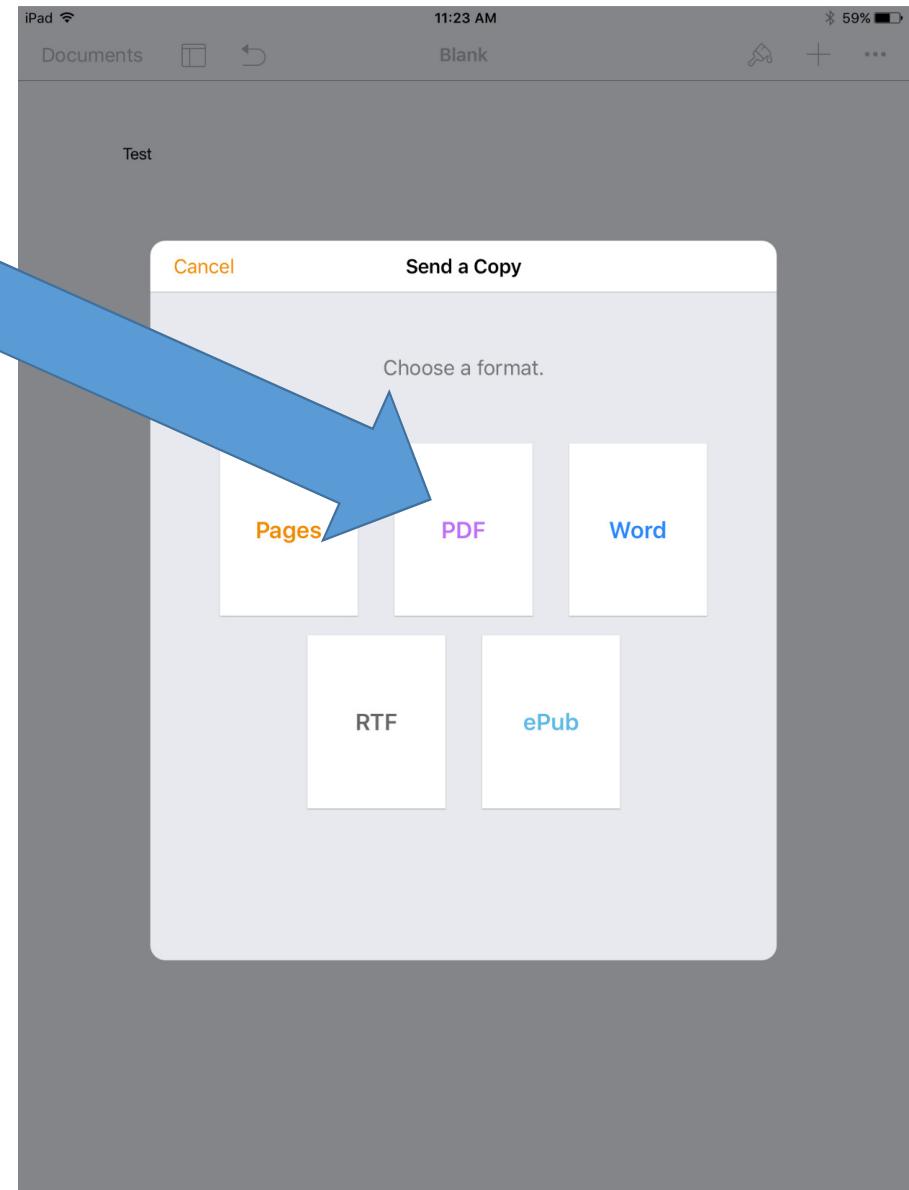 iPad 11:23 AM 59%
Documents Blank
Test
Cancel Send a Copy
Choose a format.
Pages PDF Word
RTF ePub